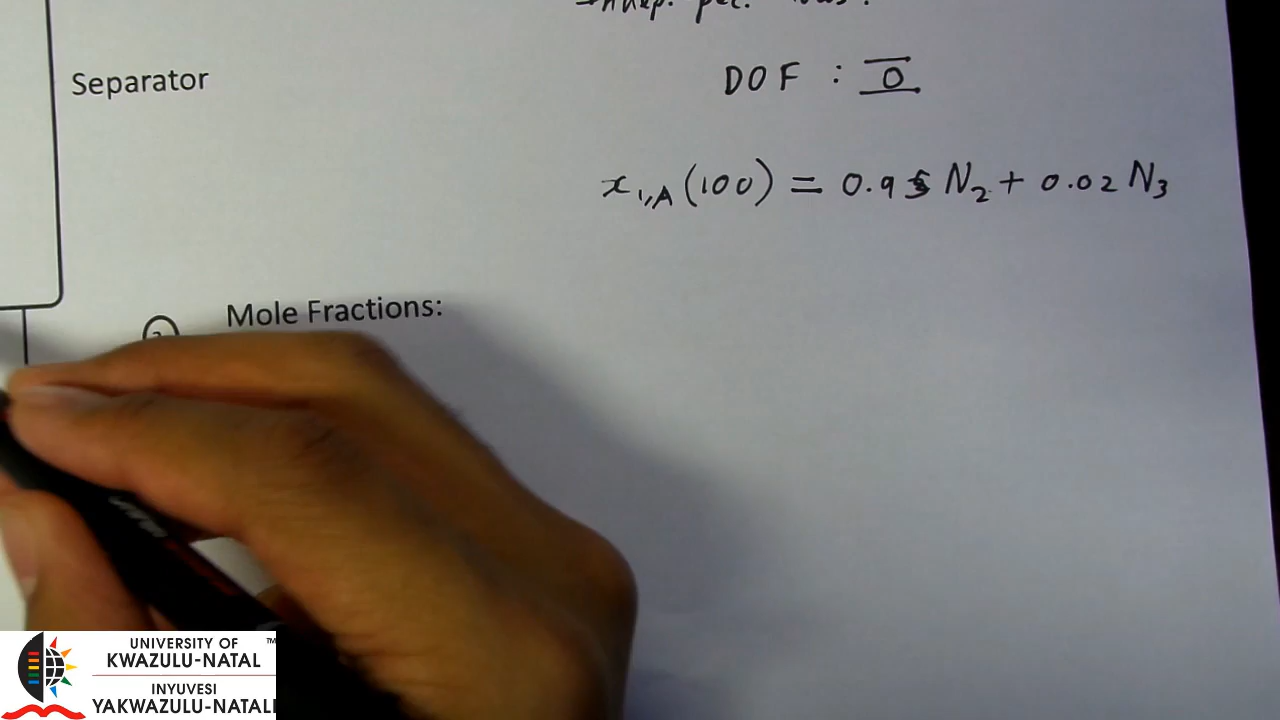 Separator
DOF : 0
x₁,A(100) = 0.95 N₂ + 0.02 N₃
Mole Fractions:
UNIVERSITY OF
KWAZULU-NATAL
TM
INYUVESI
YAKWAZULU-NATALI